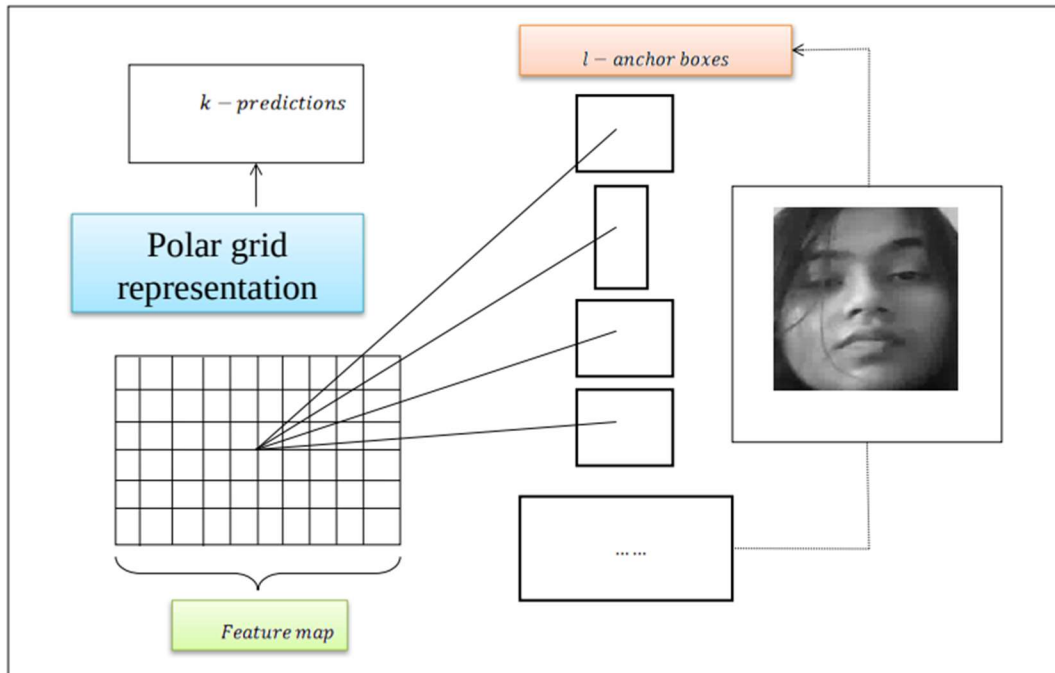 l – anchor boxes
k – predictions
Polar grid
representation
... ...
Feature map